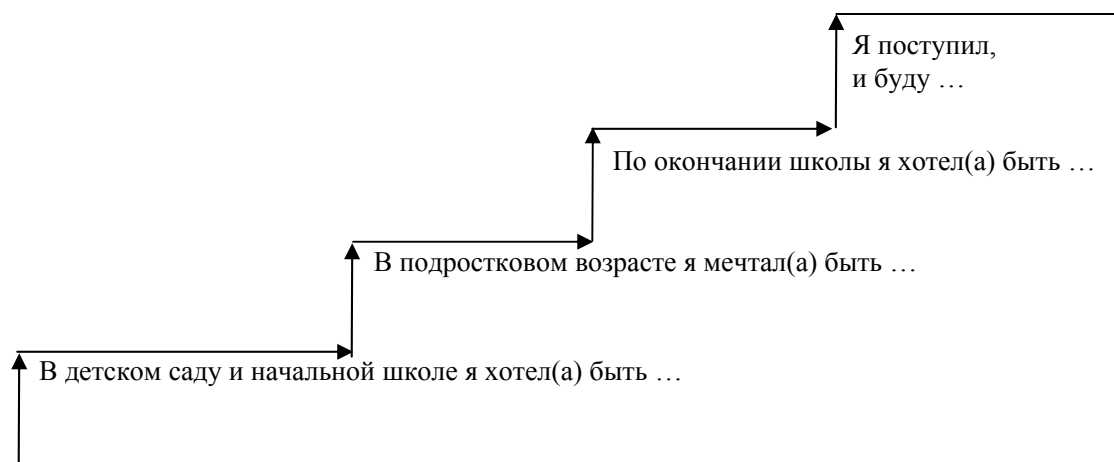 Я поступил,
и буду …
По окончании школы я хотел(а) быть …
В подростковом возрасте я мечтал(а) быть …
В детском саду и начальной школе я хотел(а) быть …